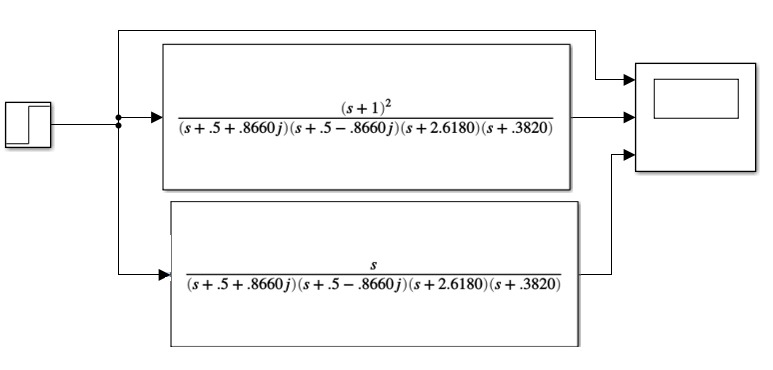 (s + 1)²
(s + .5 + .8660j)(s + .5 − .8660j)(s + 2.6180)(s + .3820)
s
(s + .5 + .8660j)(s + .5 − .8660j)(s + 2.6180)(s + .3820)